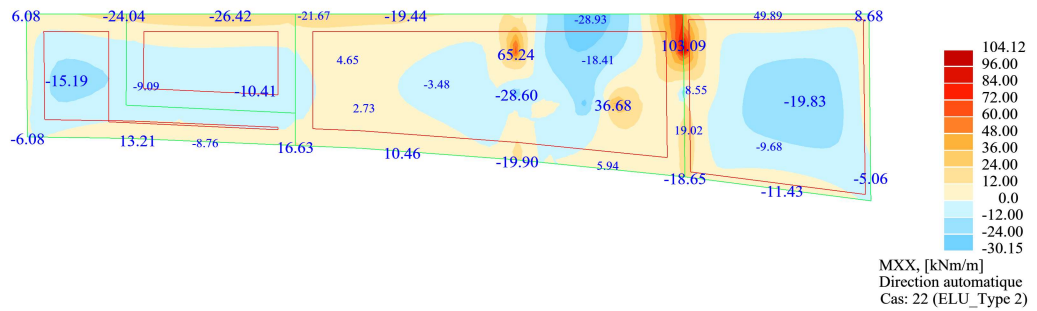 6.08 -24.04 -26.42 -21.67 -19.44 -28.93 49.89 8.68
103.09
65.24
4.65 -18.41
-15.19 -9.09 -10.41 -3.48 -28.60 8.55 -19.83
2.73 36.68
19.02
-6.08 13.21 -8.76 16.63 10.46 -19.90 5.94 -9.68
-18.65 -11.43 -5.06
104.12
96.00
84.00
72.00
60.00
48.00
36.00
24.00
12.00
0.0
-12.00
-24.00
-30.15
MXX, [kNm/m]
Direction automatique
Cas: 22 (ELU_Type 2)